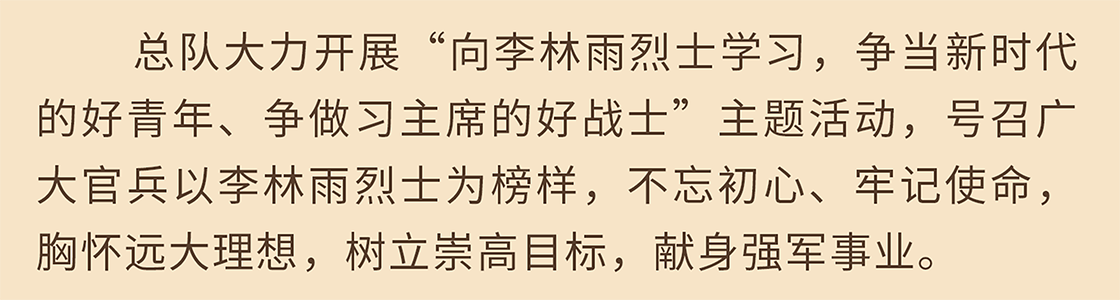 总队大力开展“向李林雨烈士学习，争当新时代
的好青年、争做习主席的好战士”主题活动，号召广
大官兵以李林雨烈士为榜样，不忘初心、牢记使命，
胸怀远大理想，树立崇高目标，献身强军事业。